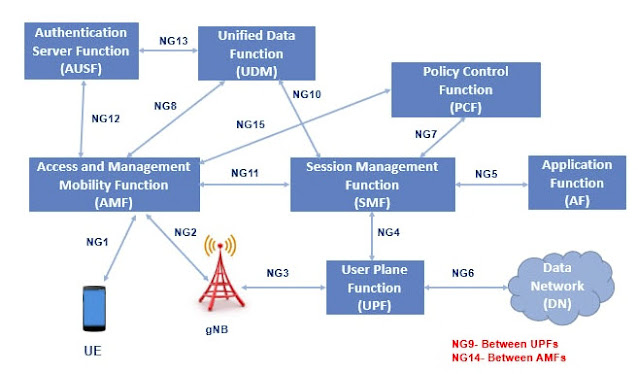 Authentication
Server Function
(AUSF)
NG13
Unified Data
Function
(UDM)
Policy Control
Function
(PCF)
NG12
NG8
NG10
NG15
NG7
Access and Management
Mobility Function
(AMF)
NG11
Session Management
Function
(SMF)
NG5
Application
Function
(AF)
NG1
NG2
NG4
gNB
NG3
User Plane
Function
(UPF)
NG6
Data
Network
(DN)
UE
NG9- Between UPFs
NG14- Between AMFs